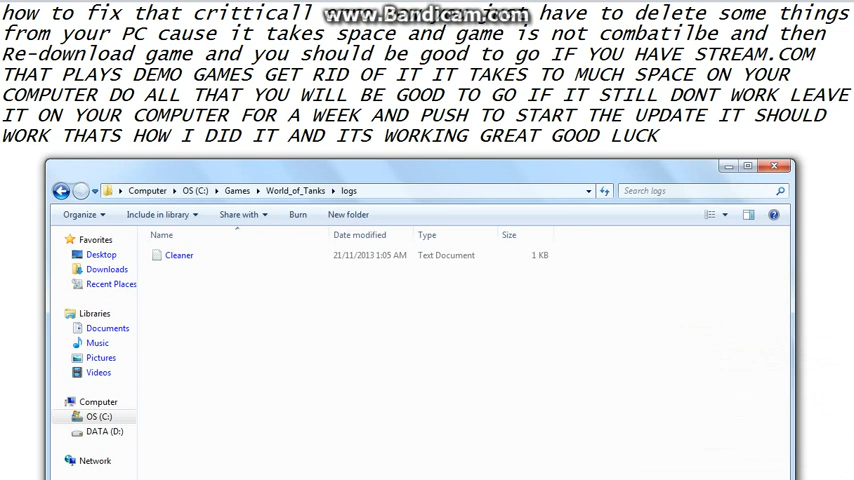 how to fix that critticall
www.Bandicam.com
just have to delete some things
from your PC cause it takes space and game is not combatilbe and then
Re-download game and you should be good to go IF YOU HAVE STREAM.COM
THAT PLAYS DEMO GAMES GET RID OF IT IT TAKES TO MUCH SPACE ON YOUR
COMPUTER DO ALL THAT YOU WILL BE GOOD TO GO IF IT STILL DONT WORK LEAVE
IT ON YOUR COMPUTER FOR A WEEK AND PUSH TO START THE UPDATE IT SHOULD
WORK THATS HOW I DID IT AND ITS WORKING GREAT GOOD LUCK
Computer OS (C:) Games World_of_Tanks logs Search logs
Organize Include in library Share with Burn New folder
Favorites
Desktop
Downloads
Recent Places
Libraries
Documents
Music
Pictures
Videos
Computer
OS (C:)
DATA (D:)
Network
Name Date modified Type Size
Cleaner 21/11/2013 1:05 AM Text Document 1 KB